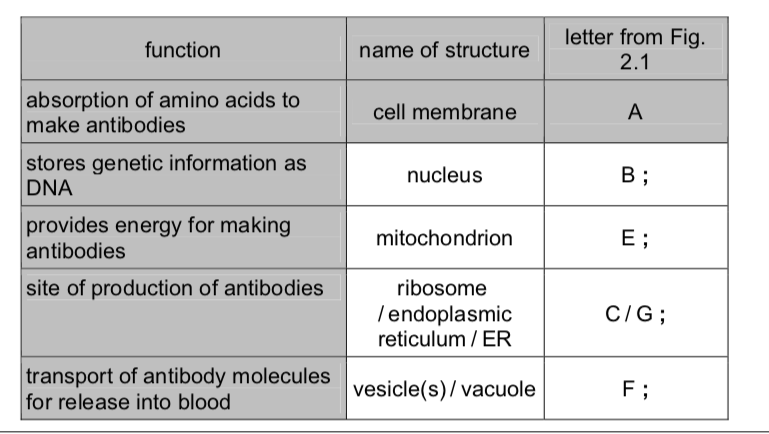 function
name of structure
letter from Fig.
2.1
absorption of amino acids to
make antibodies
cell membrane
A
stores genetic information as
DNA
nucleus
B ;
provides energy for making
antibodies
mitochondrion
E ;
site of production of antibodies
ribosome
/ endoplasmic
reticulum / ER
C / G ;
transport of antibody molecules
for release into blood
vesicle(s) / vacuole
F ;